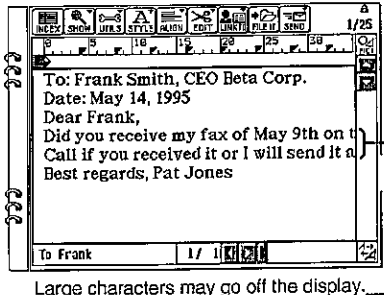 INDEX SHOW UTILS STYLE ALIGN EDIT LINKTO FILE IT SEND 1/25
0 5 10 15 20 25 30
To: Frank Smith, CEO Beta Corp.
Date: May 14, 1995
Dear Frank,
Did you receive my fax of May 9th on t
Call if you received it or I will send it a
Best regards, Pat Jones
To Frank 1/ 1
Large characters may go off the display.